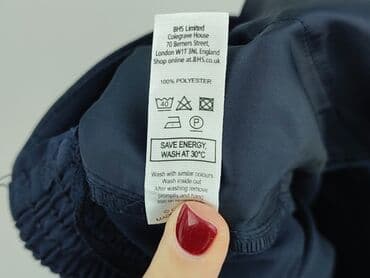 BHS Limited
Colegrave House
70 Berners Street,
London W1T 3NL England
Shop online at BHS.co.uk
100% POLYESTER
40
P
SAVE ENERGY,
WASH AT 30°C
Wash with similar colours
Wash inside out
After washing remove
promptly and hang